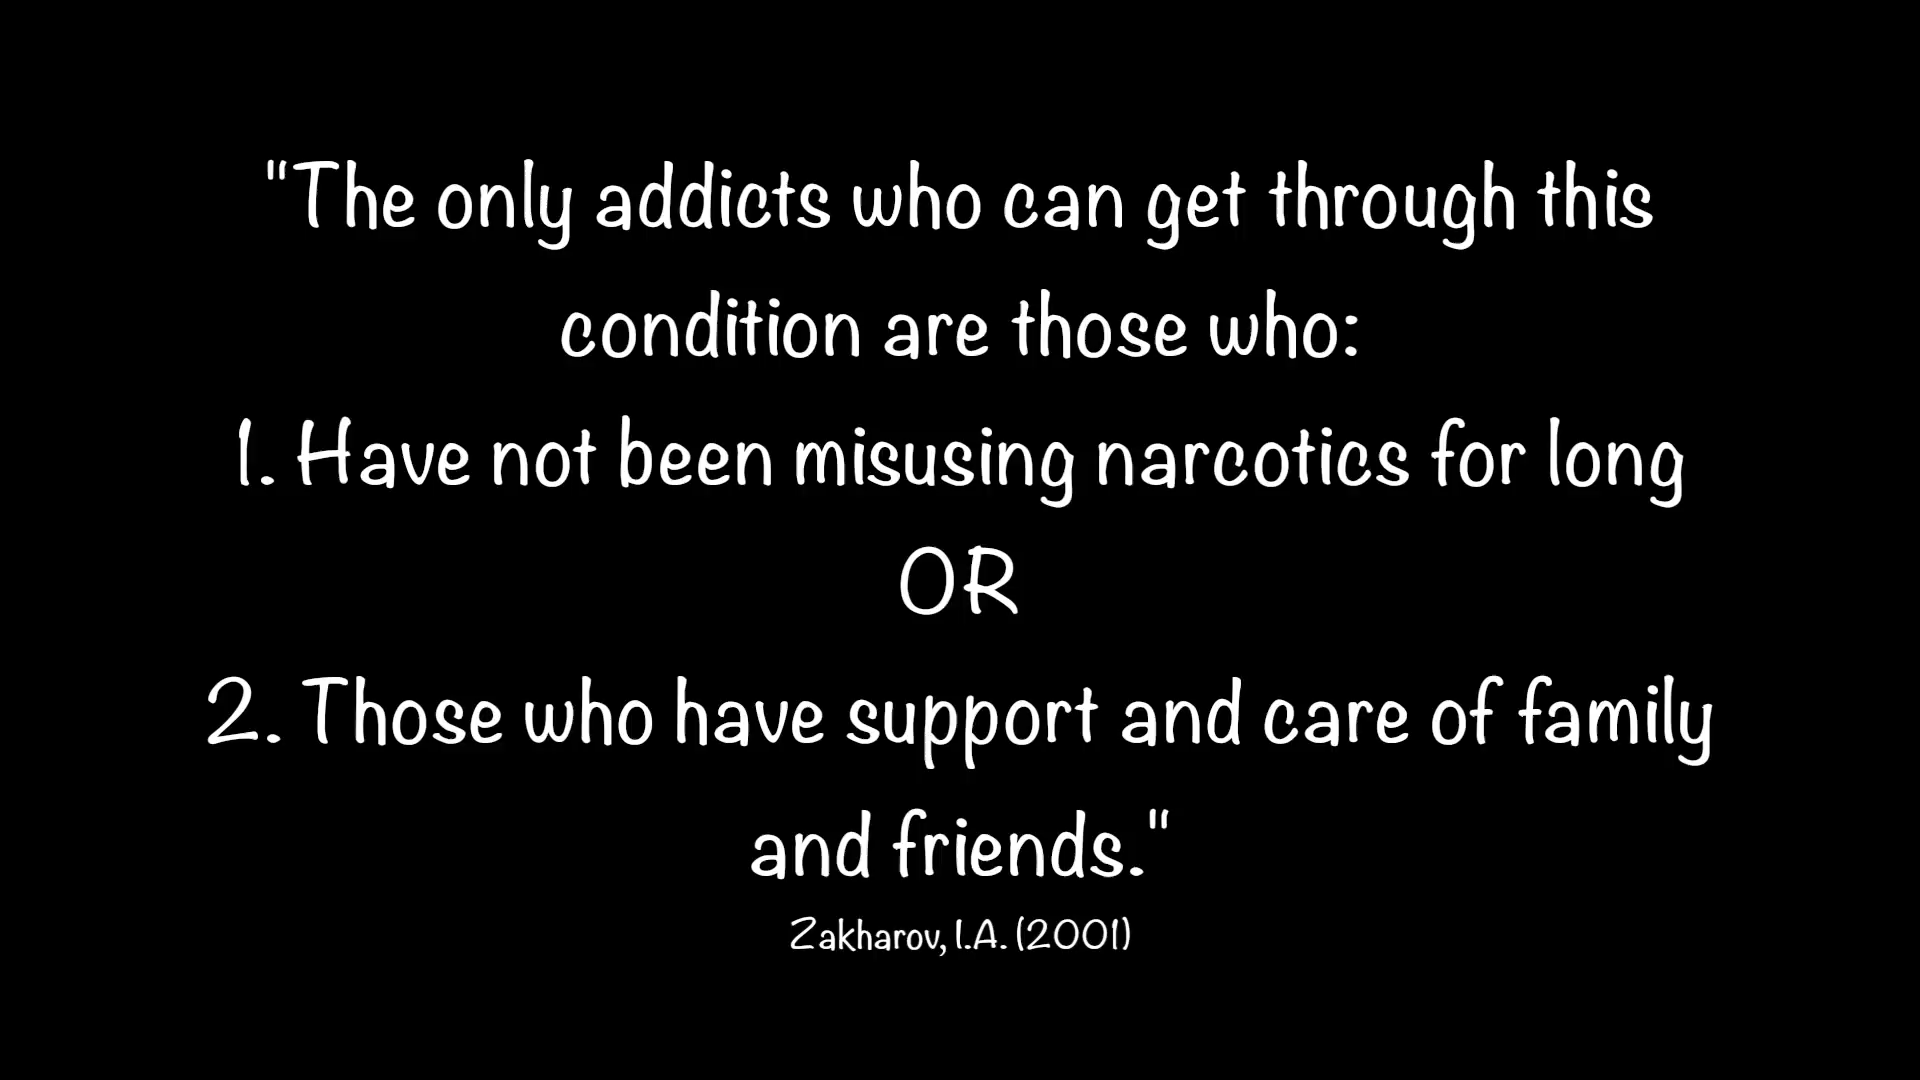 "The only addicts who can get through this
condition are those who:
1. Have not been misusing narcotics for long
OR
2. Those who have support and care of family
and friends."
Zakharov, I.A. (2001)